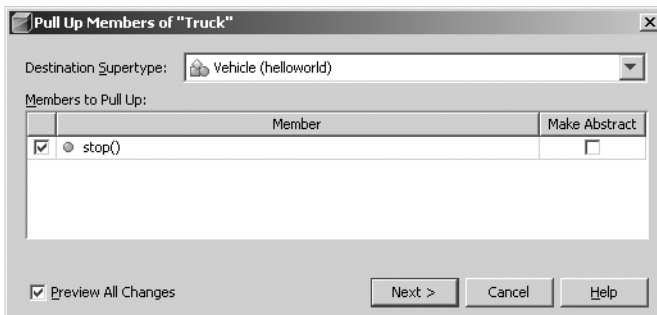 Pull Up Members of "Truck"
Destination Supertype: Vehicle (helloworld)
Members to Pull Up:
Member Make Abstract
stop()
Preview All Changes Next > Cancel Help